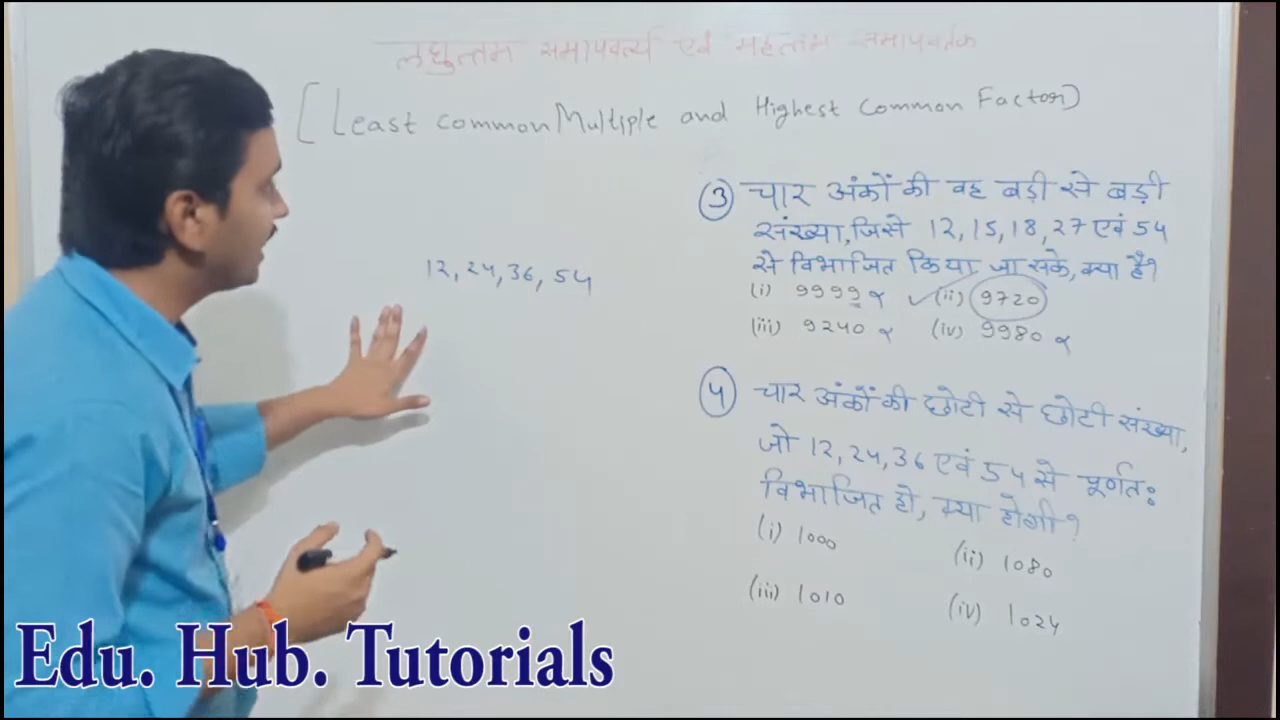 लघुत्तम समापवर्त्य एवं महत्तम समापवर्तक
[Least common Multiple and Highest Common Factor)
12, 24, 36, 54
(3) चार अंकों की वह बड़ी से बड़ी
संख्या, जिसे 12, 15, 18, 27 एवं 54
से विभाजित किया जा सके, क्या है?
(i) 9999 × ✓(ii) 9720
(iii) 9240 × (iv) 9980 ×
(4) चार अंकों की छोटी से छोटी संख्या,
जो 12, 24, 36 एवं 54 से पूर्णतः
विभाजित हो, क्या होगी?
(i) 1000 (ii) 1080
(iii) 1010 (iv) 1024
Edu. Hub. Tutorials